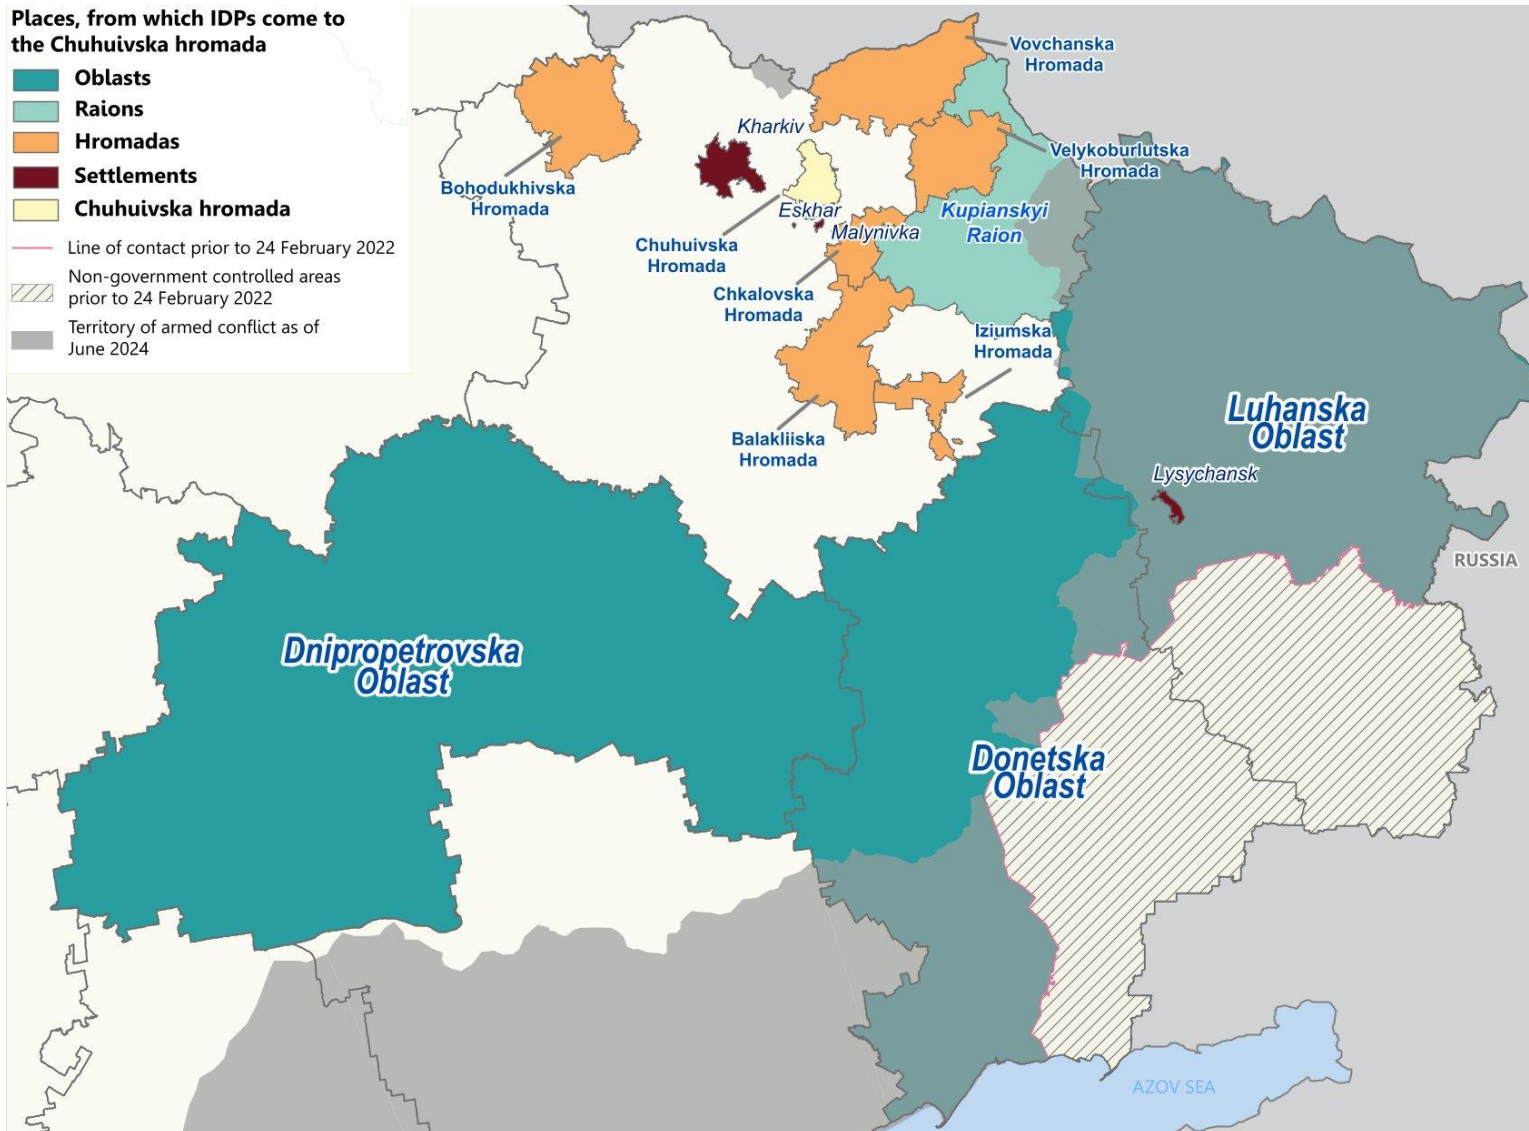 Places, from which IDPs come to
the Chuhuivska hromada
Oblasts
Raions
Hromadas
Settlements
Chuhuivska hromada
Line of contact prior to 24 February 2022
Non-government controlled areas
prior to 24 February 2022
Territory of armed conflict as of
June 2024
Vovchanska
Hromada
Kharkiv
Velykoburlutska
Hromada
Bohodukhivska
Hromada
Eskhar
Kupianskyi
Raion
Malynivka
Chuhuivska
Hromada
Chkalovska
Hromada
Iziumska
Hromada
Balakliiska
Hromada
Luhanska
Oblast
Lysychansk
RUSSIA
Dnipropetrovska
Oblast
Donetska
Oblast
AZOV SEA